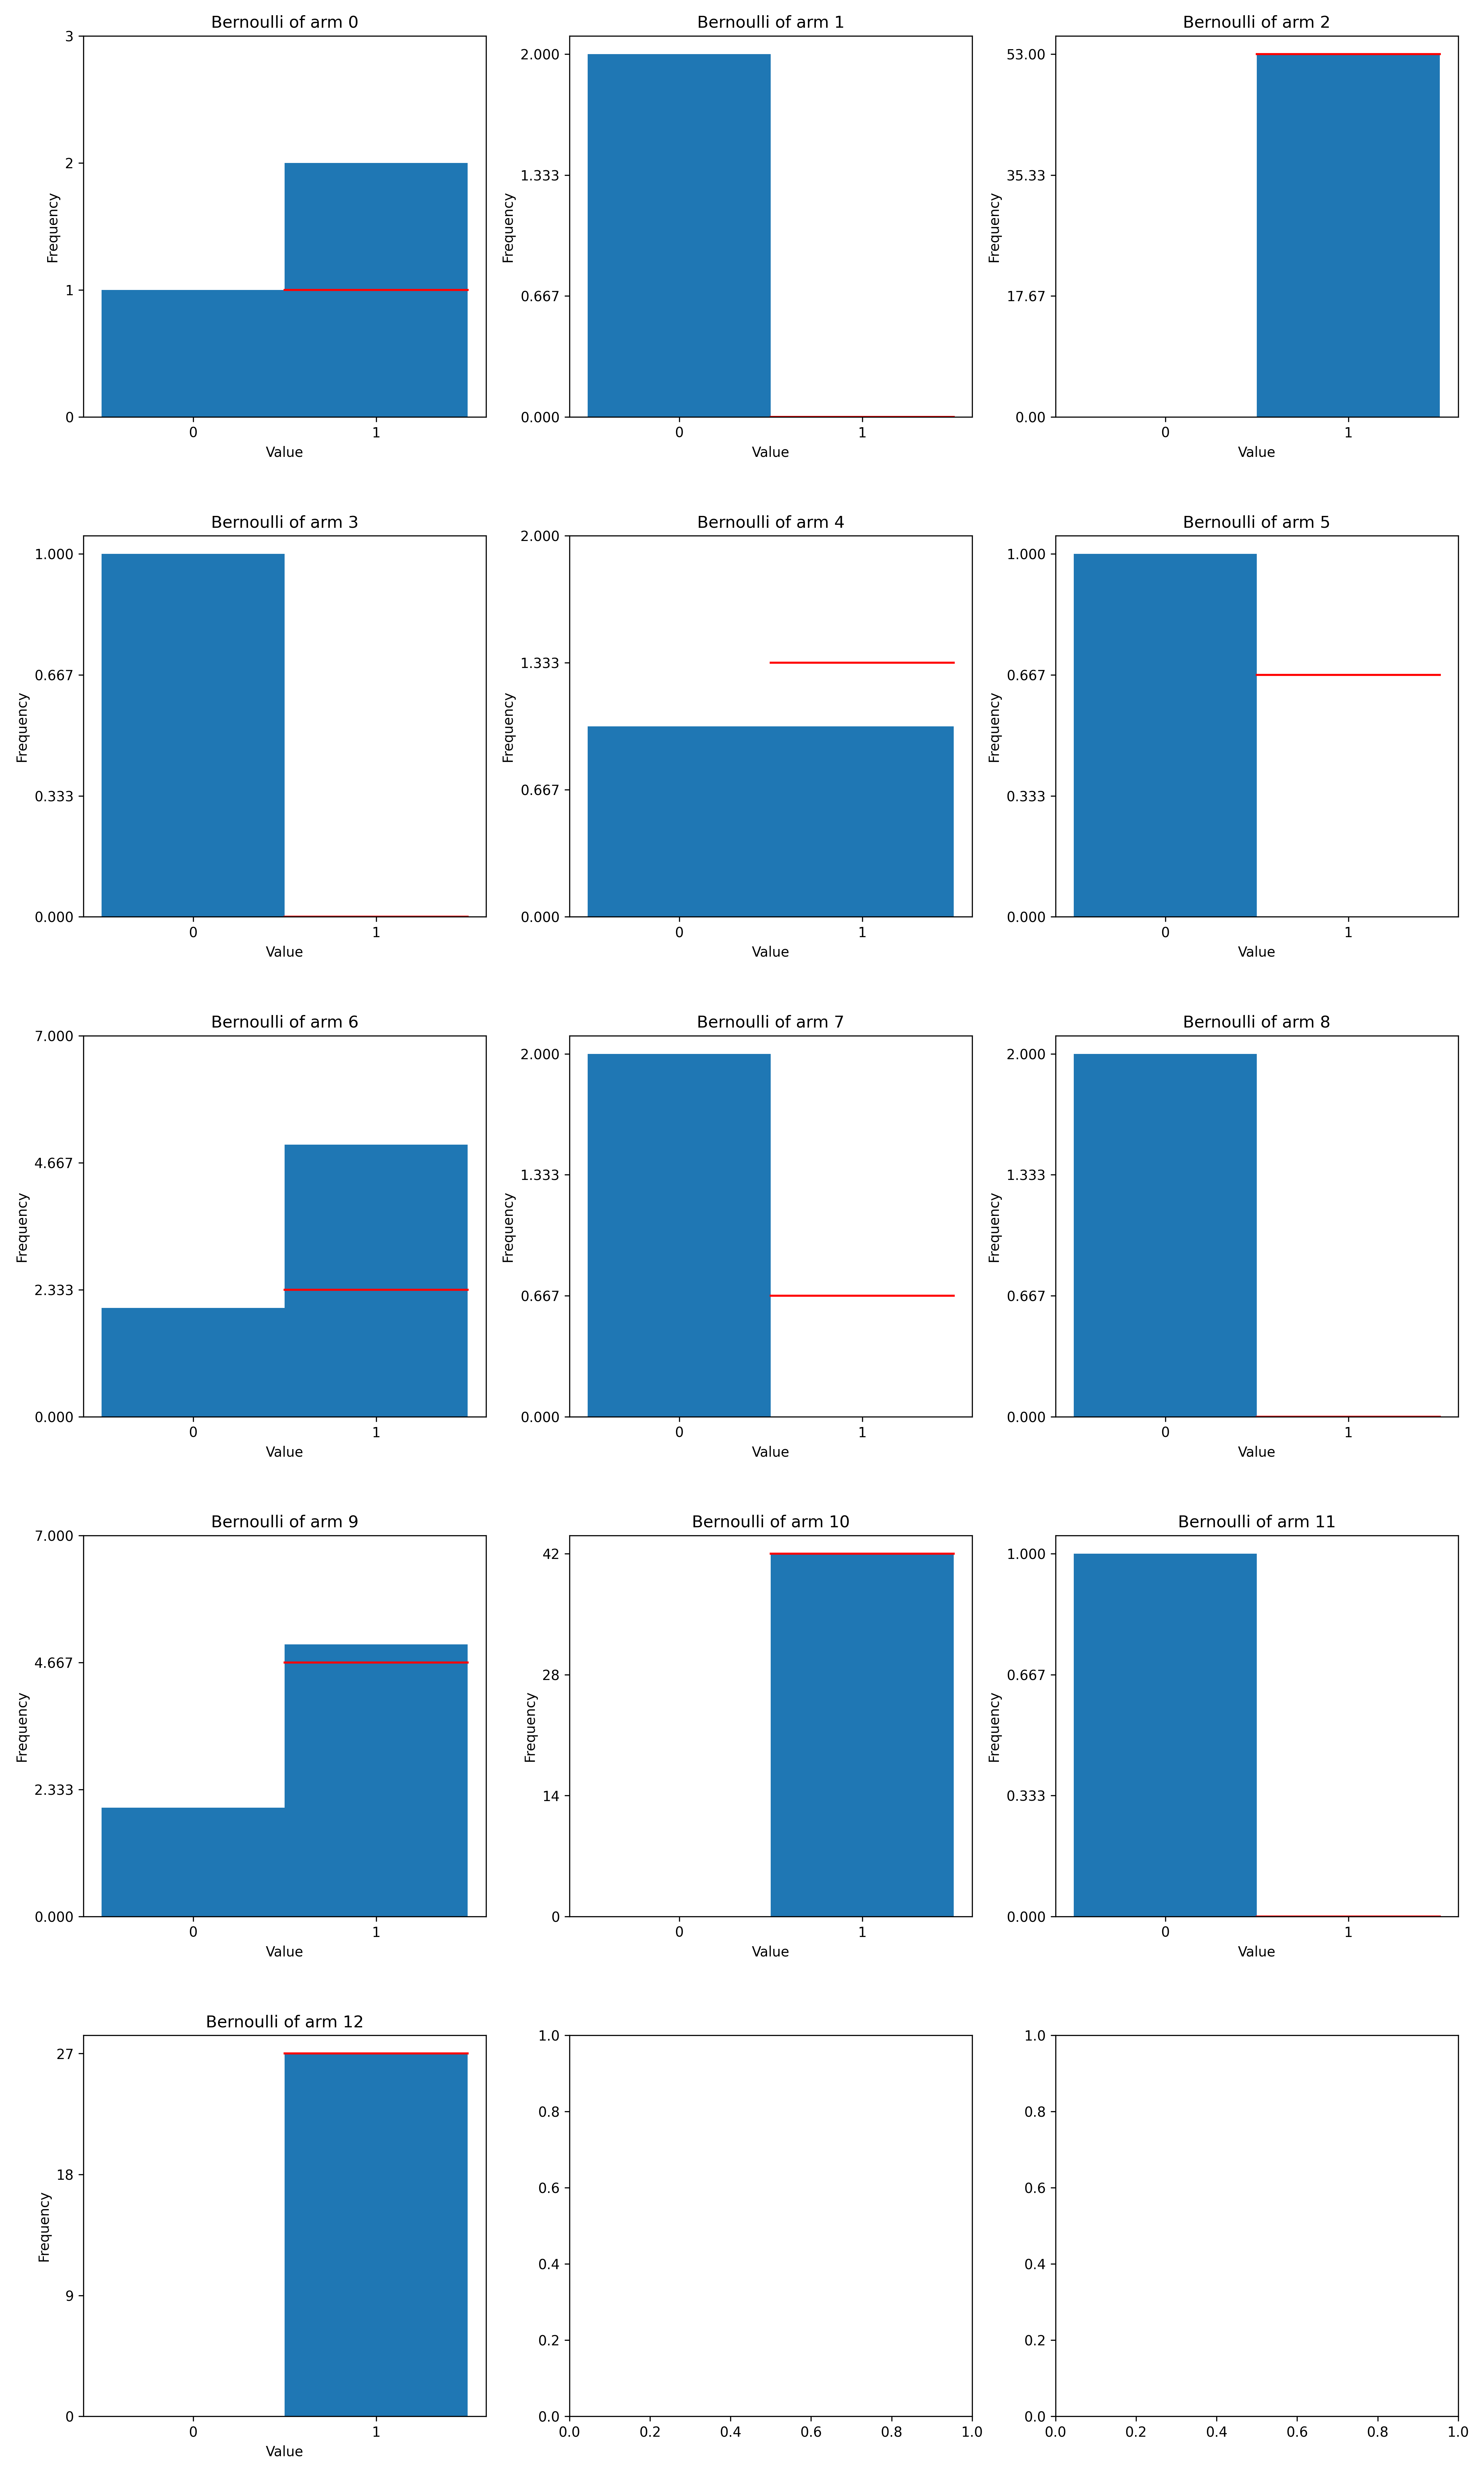 Bernoulli of arm 0
3
2
1
0
Frequency
0 1
Value
Bernoulli of arm 1
2.000
1.333
0.667
0.000
Frequency
0 1
Value
Bernoulli of arm 2
53.00
35.33
17.67
0.00
Frequency
0 1
Value
Bernoulli of arm 3
1.000
0.667
0.333
0.000
Frequency
0 1
Value
Bernoulli of arm 4
2.000
1.333
0.667
0.000
Frequency
0 1
Value
Bernoulli of arm 5
1.000
0.667
0.333
0.000
Frequency
0 1
Value
Bernoulli of arm 6
7.000
4.667
2.333
0.000
Frequency
0 1
Value
Bernoulli of arm 7
2.000
1.333
0.667
0.000
Frequency
0 1
Value
Bernoulli of arm 8
2.000
1.333
0.667
0.000
Frequency
0 1
Value
Bernoulli of arm 9
7.000
4.667
2.333
0.000
Frequency
0 1
Value
Bernoulli of arm 10
42
28
14
0
Frequency
0 1
Value
Bernoulli of arm 11
1.000
0.667
0.333
0.000
Frequency
0 1
Value
Bernoulli of arm 12
27
18
9
0
Frequency
0 1
Value
1.0
0.8
0.6
0.4
0.2
0.0
0.0 0.2 0.4 0.6 0.8 1.0
1.0
0.8
0.6
0.4
0.2
0.0
0.0 0.2 0.4 0.6 0.8 1.0